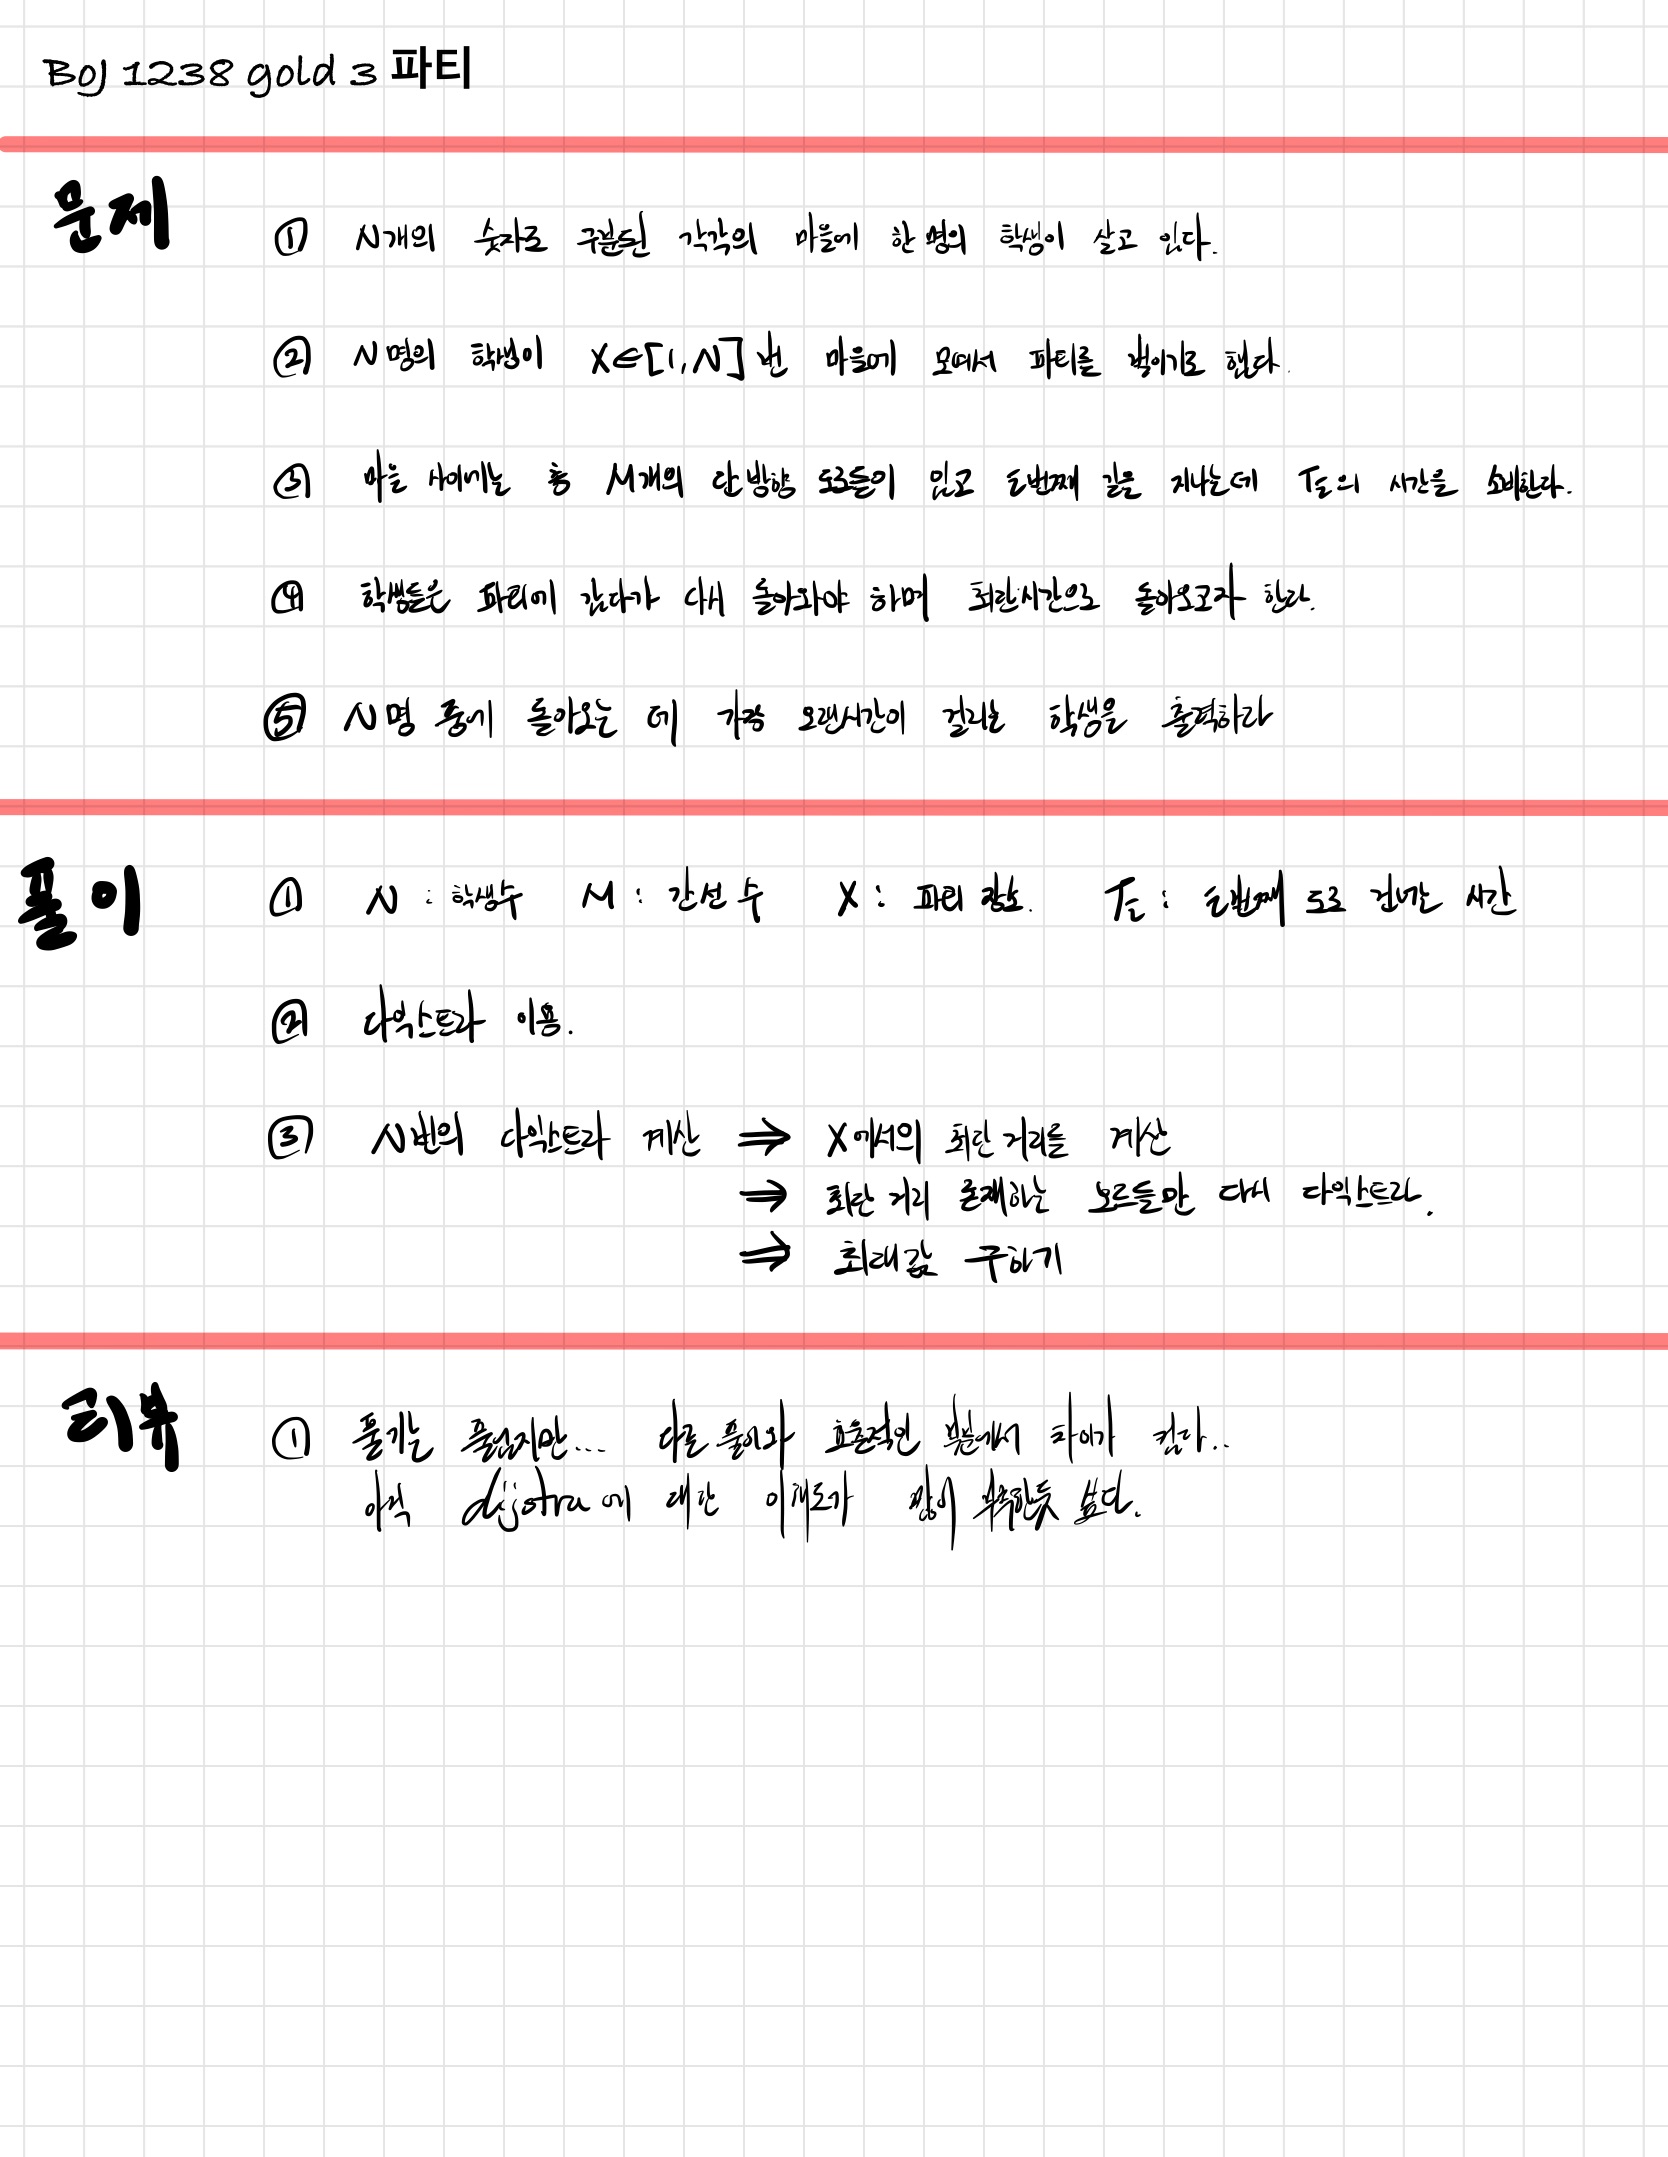 BOJ 1238 gold 3 파티
문제
① N개의 숫자로 구분된 각각의 마을에 한 명의 학생이 살고 있다.
② N명의 학생이 X∈[1,N]번 마을에 모여서 파티를 벌이기로 했다.
③ 마을 사이에는 총 M개의 단방향 도로들이 있고 i번째 길을 지나는데 Ti의 시간을 소비한다.
④ 학생들은 파티에 갔다가 다시 돌아와야 하며 최단시간으로 돌아오고자 한다.
⑤ N명 중에 돌아오는 데 가장 오랜시간이 걸리는 학생을 출력하라
풀이
① N : 학생수 M : 간선 수 X : 파티 장소. Ti : i번째 도로 건너는 시간
② 다익스트라 이용.
③ N번의 다익스트라 계산 ⇒ X에서의 최단 거리를 계산
⇒ 최단 거리 존재하는 노드들만 다시 다익스트라.
⇒ 최대값 구하기
리뷰
① 풀기는 풀었지만... 다른 풀이와 효율적인 부분에서 차이가 컸다..
아직 dijstra에 대한 이해도가 많이 부족한듯 싶다.